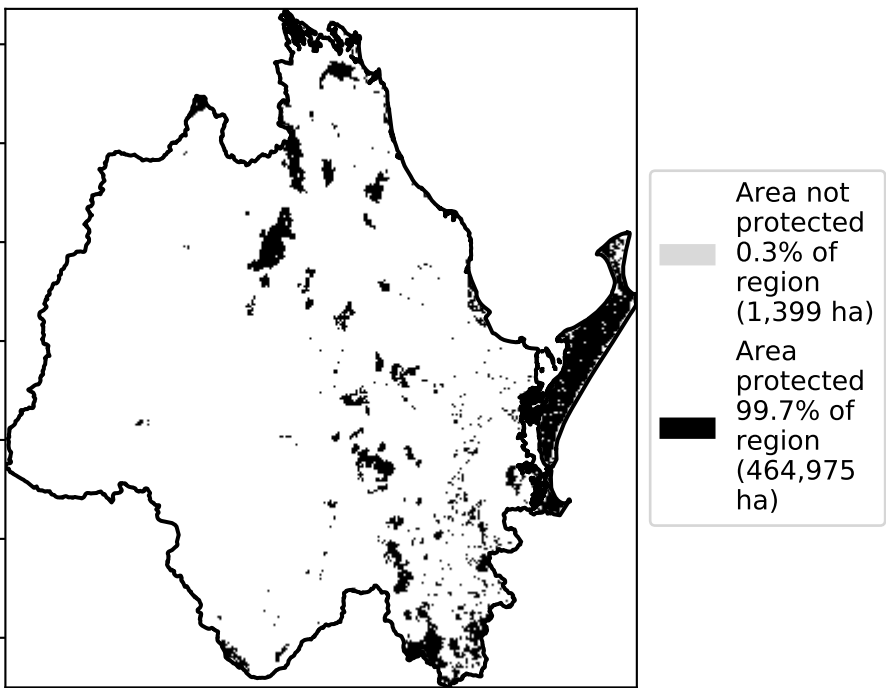 Area not
protected
0.3% of
region
(1,399 ha)
Area
protected
99.7% of
region
(464,975
ha)